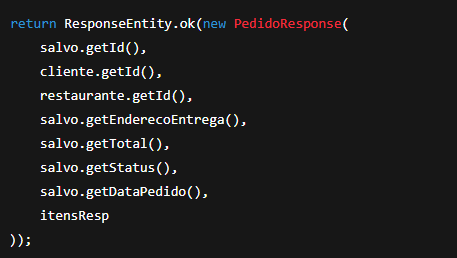 return ResponseEntity.ok(new PedidoResponse(
    salvo.getId(),
    cliente.getId(),
    restaurante.getId(),
    salvo.getEnderecoEntrega(),
    salvo.getTotal(),
    salvo.getStatus(),
    salvo.getDataPedido(),
    itensResp
));